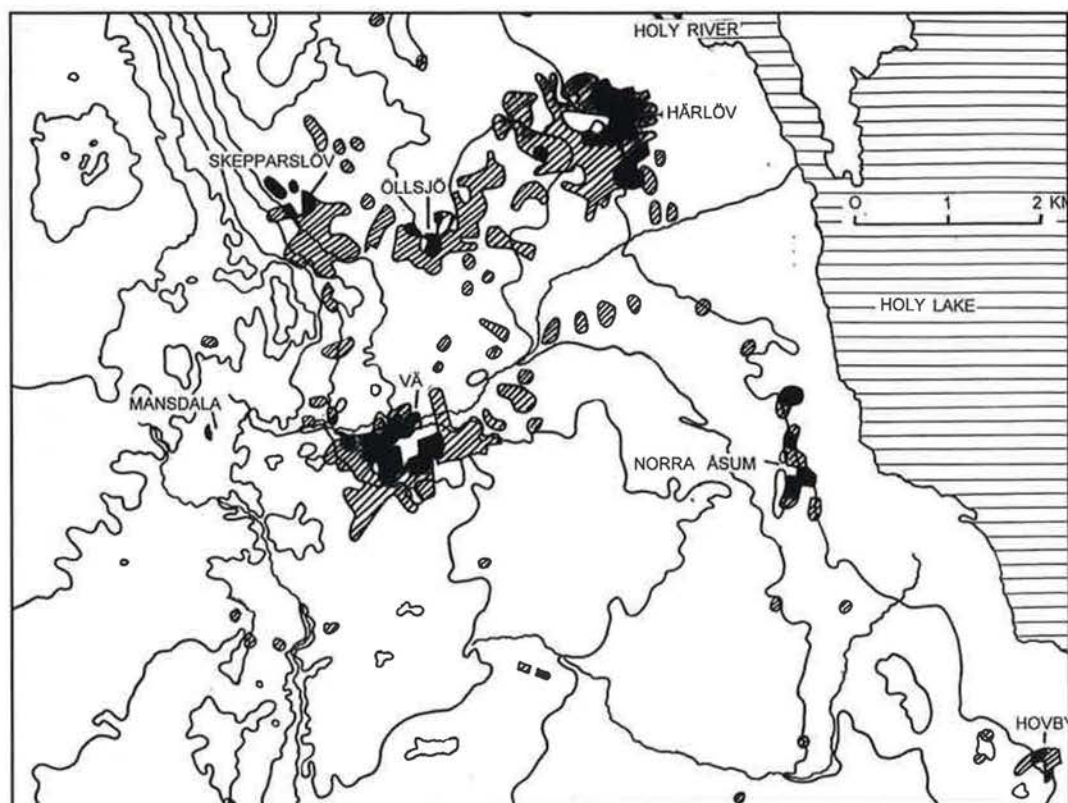 HOLY RIVER
HÄRLÖV
SKEPPARSLÖV
ÖLLSJÖ
0 1 2 KM
HOLY LAKE
VÄ
MANSDALA
NORRA ÅSUM
HOVBY